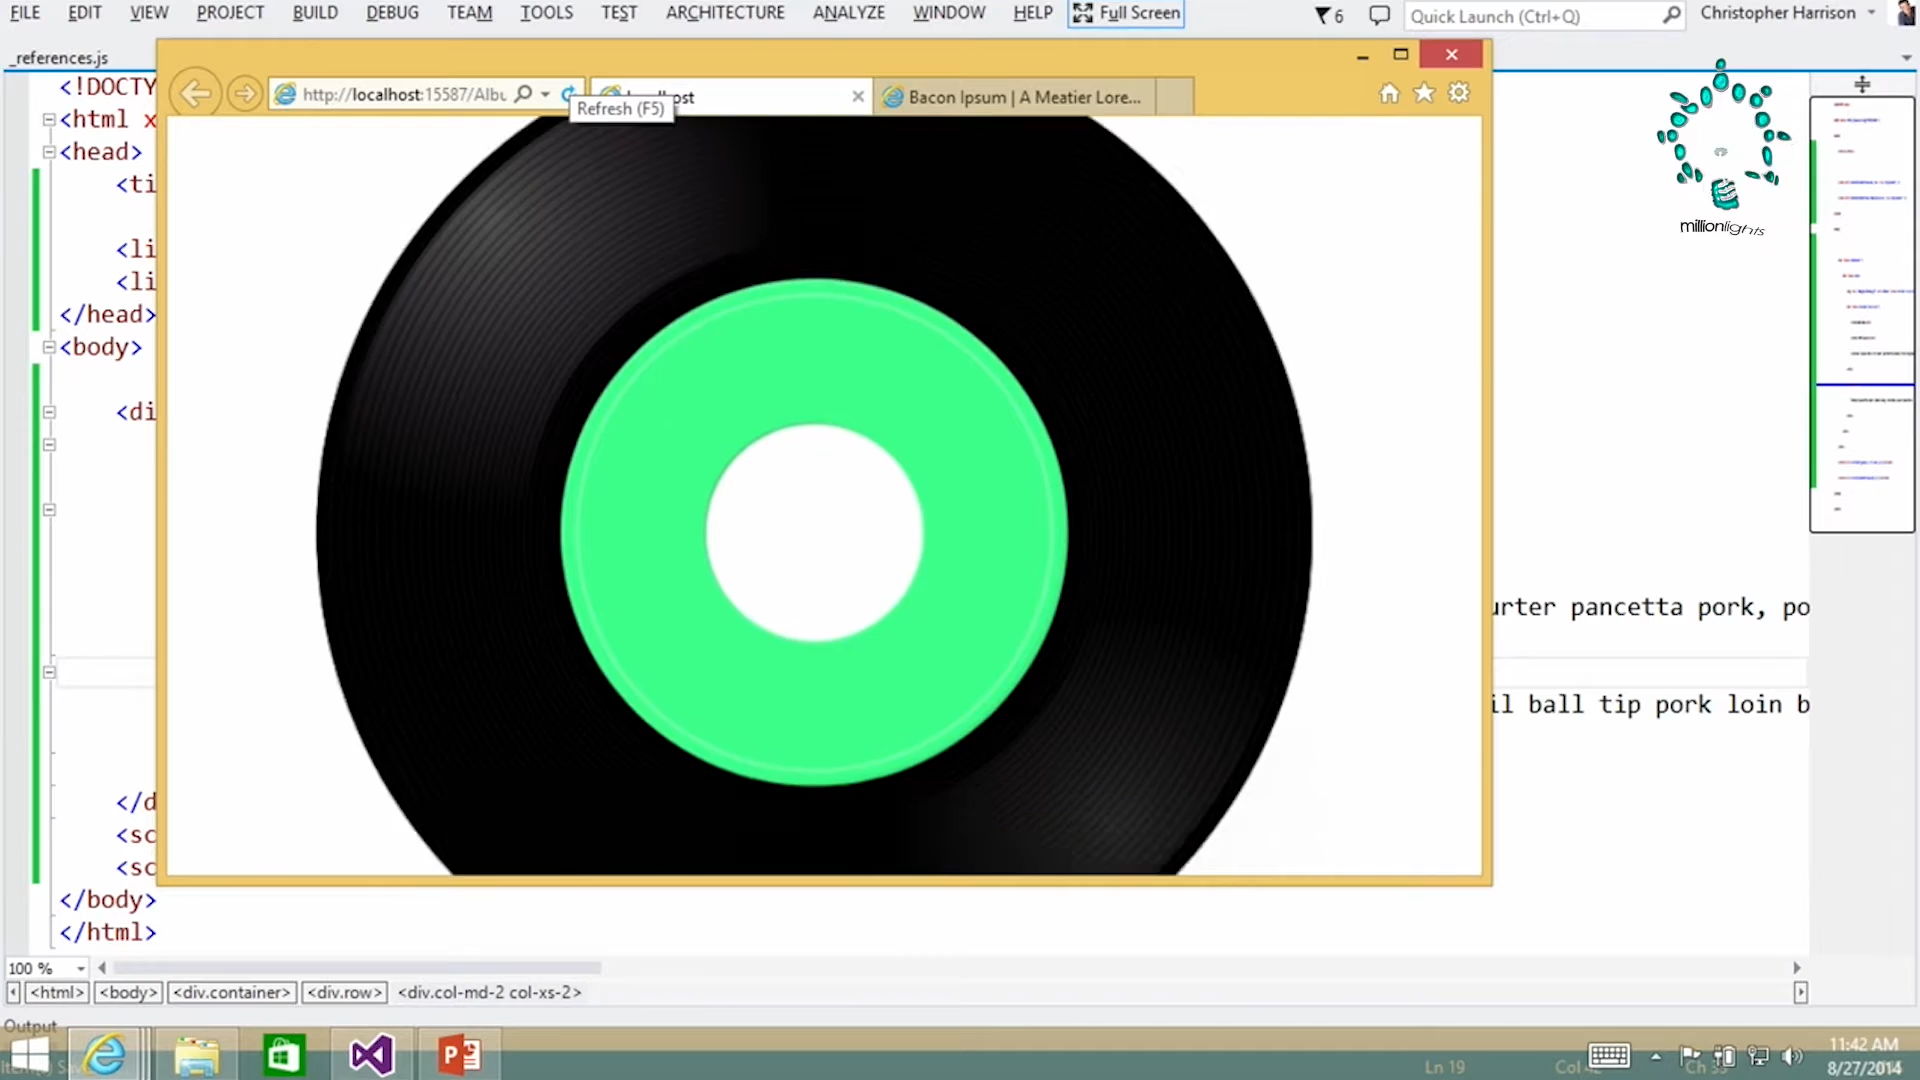 FILE EDIT VIEW PROJECT BUILD DEBUG TEAM TOOLS TEST ARCHITECTURE ANALYZE WINDOW HELP Full Screen 6 Quick Launch (Ctrl+Q) Christopher Harrison
_references.js
http://localhost:15587/Albu
Bacon Ipsum | A Meatier Lore...
Refresh (F5)
<!DOCTY
<html x
<head>
<ti
<li
<li
</head>
<body>
<di
urter pancetta pork, po
il ball tip pork loin b
</d
<sc
<sc
</body>
</html>
millionlights
100 %
<html> <body> <div.container> <div.row> <div.col-md-2 col-xs-2>
Output
Ln 19
11:42 AM
8/27/2014